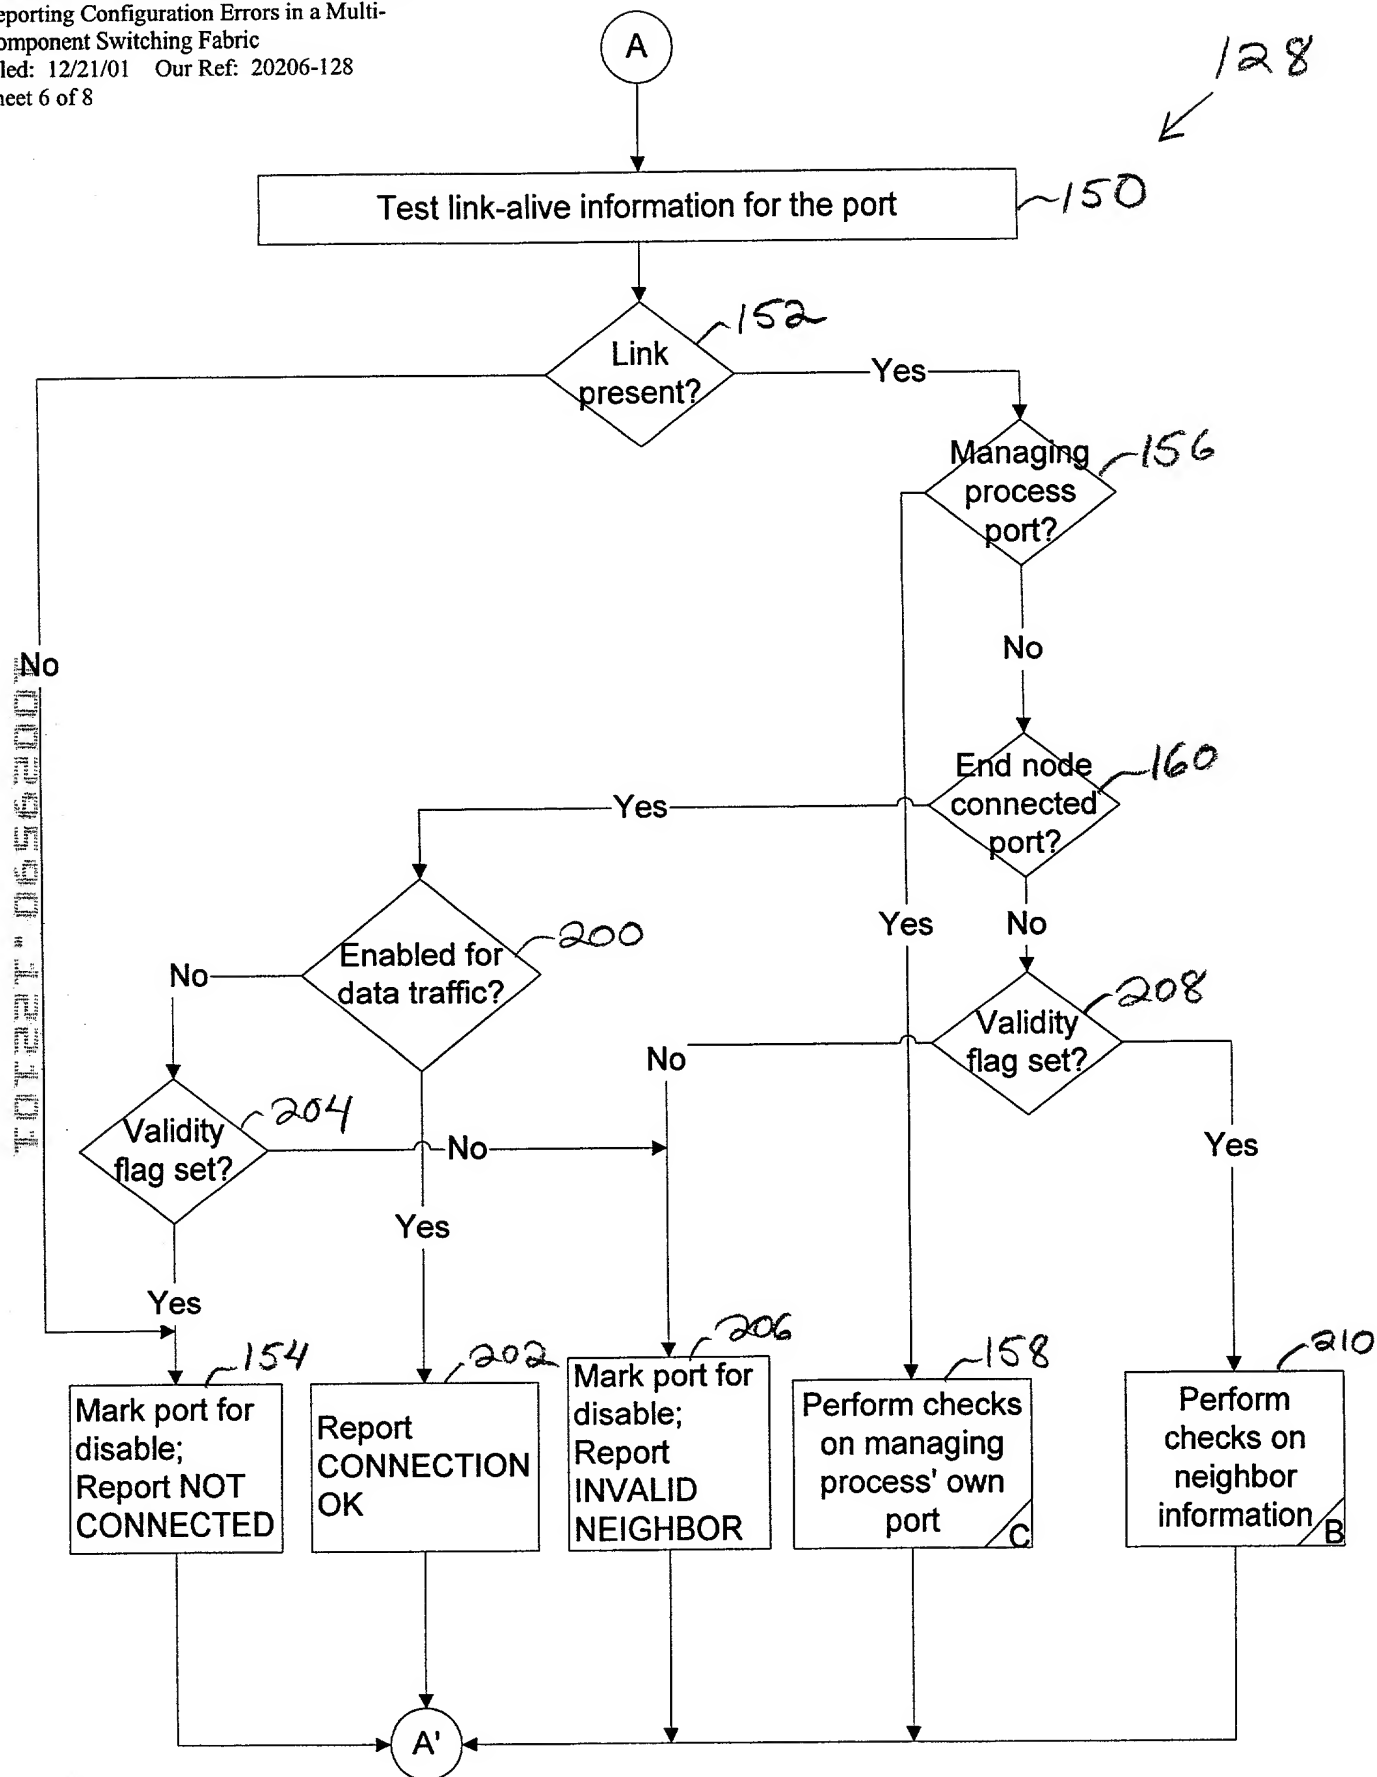 eporting Configuration Errors in a Multi-
omponent Switching Fabric
led: 12/21/01 Our Ref: 20206-128
heet 6 of 8
A
128
Test link-alive information for the port
150
Link
present?
152
Yes
Managing
process
port?
156
No
No
End node
connected
port?
160
Yes
Enabled for
data traffic?
200
Yes
No
No
Validity
flag set?
208
No
Yes
Validity
flag set?
204
No
Yes
Yes
Mark port for
disable;
Report NOT
CONNECTED
154
Report
CONNECTION
OK
202
Mark port for
disable;
Report
INVALID
NEIGHBOR
206
Perform checks
on managing
process' own
port
C
158
Perform
checks on
neighbor
information
B
210
A'